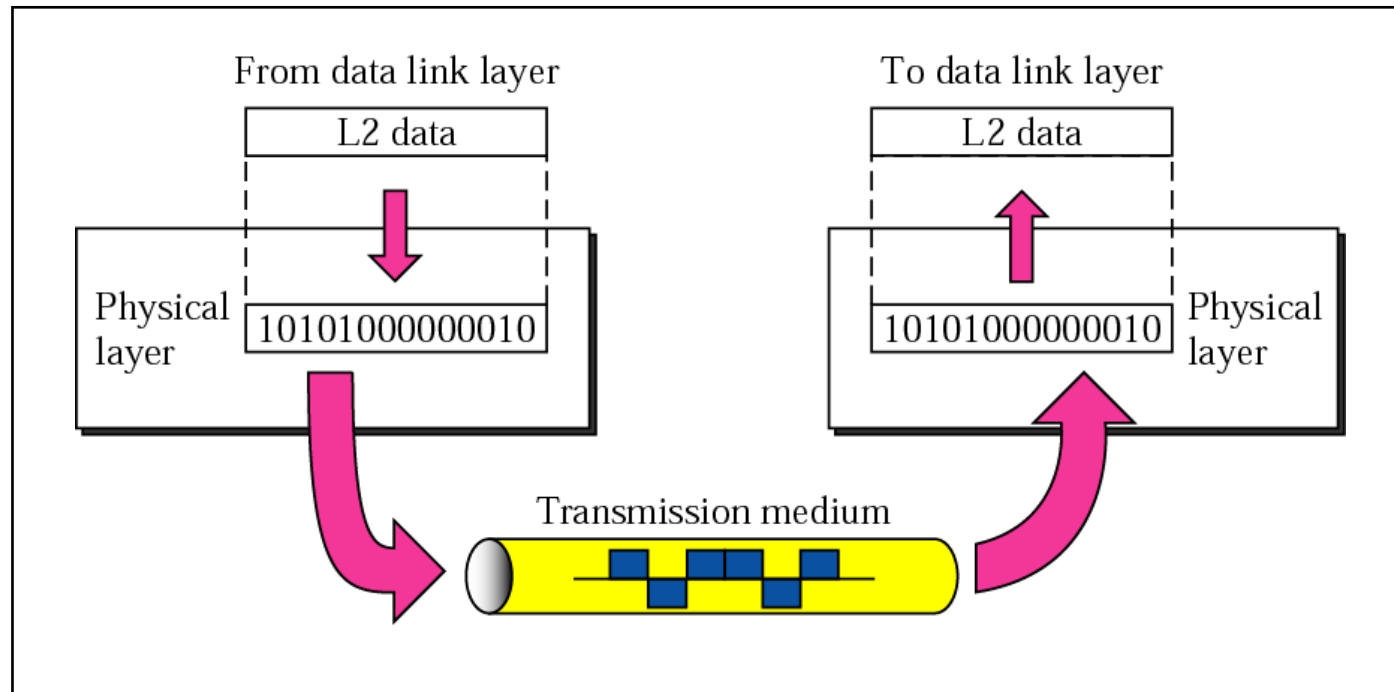 From data link layer
L2 data
Physical
layer
10101000000010
To data link layer
L2 data
10101000000010
Physical
layer
Transmission medium